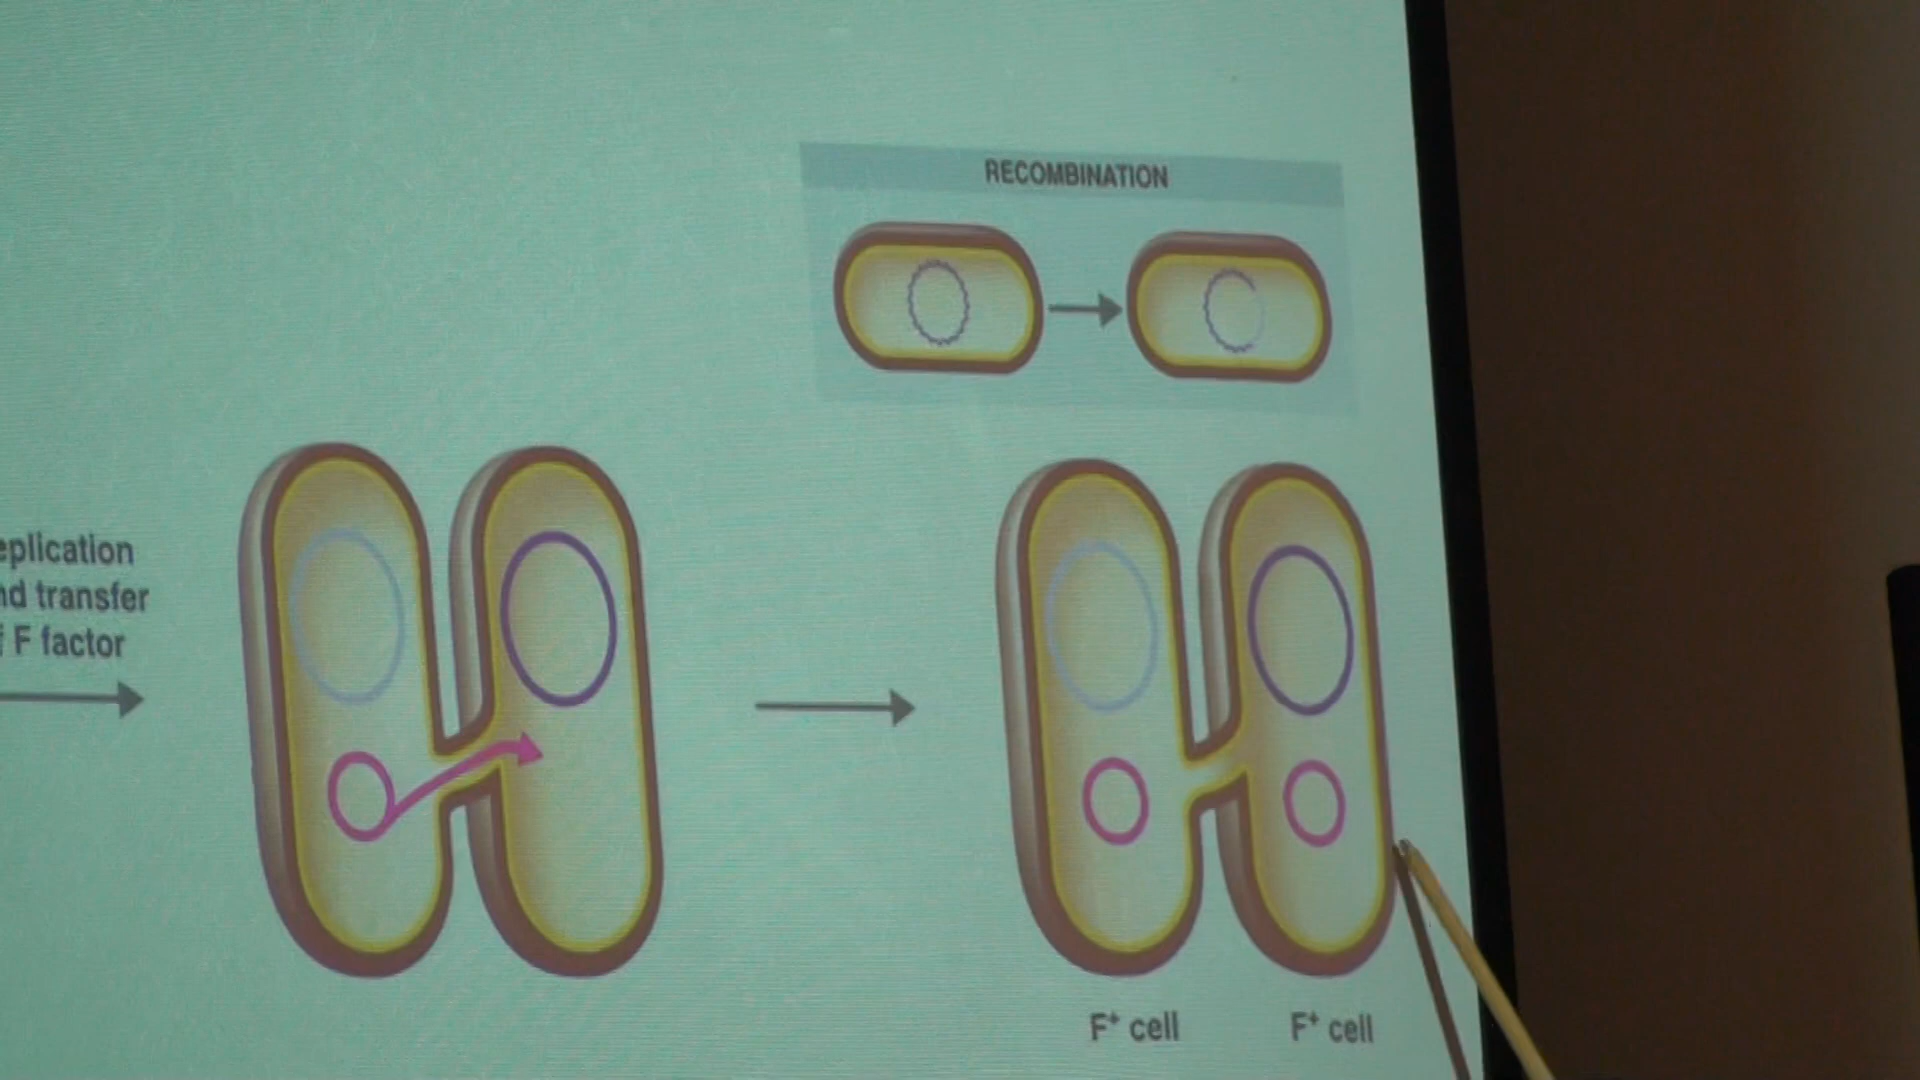 RECOMBINATION
eplication
nd transfer
F factor
F⁺ cell
F⁺ cell